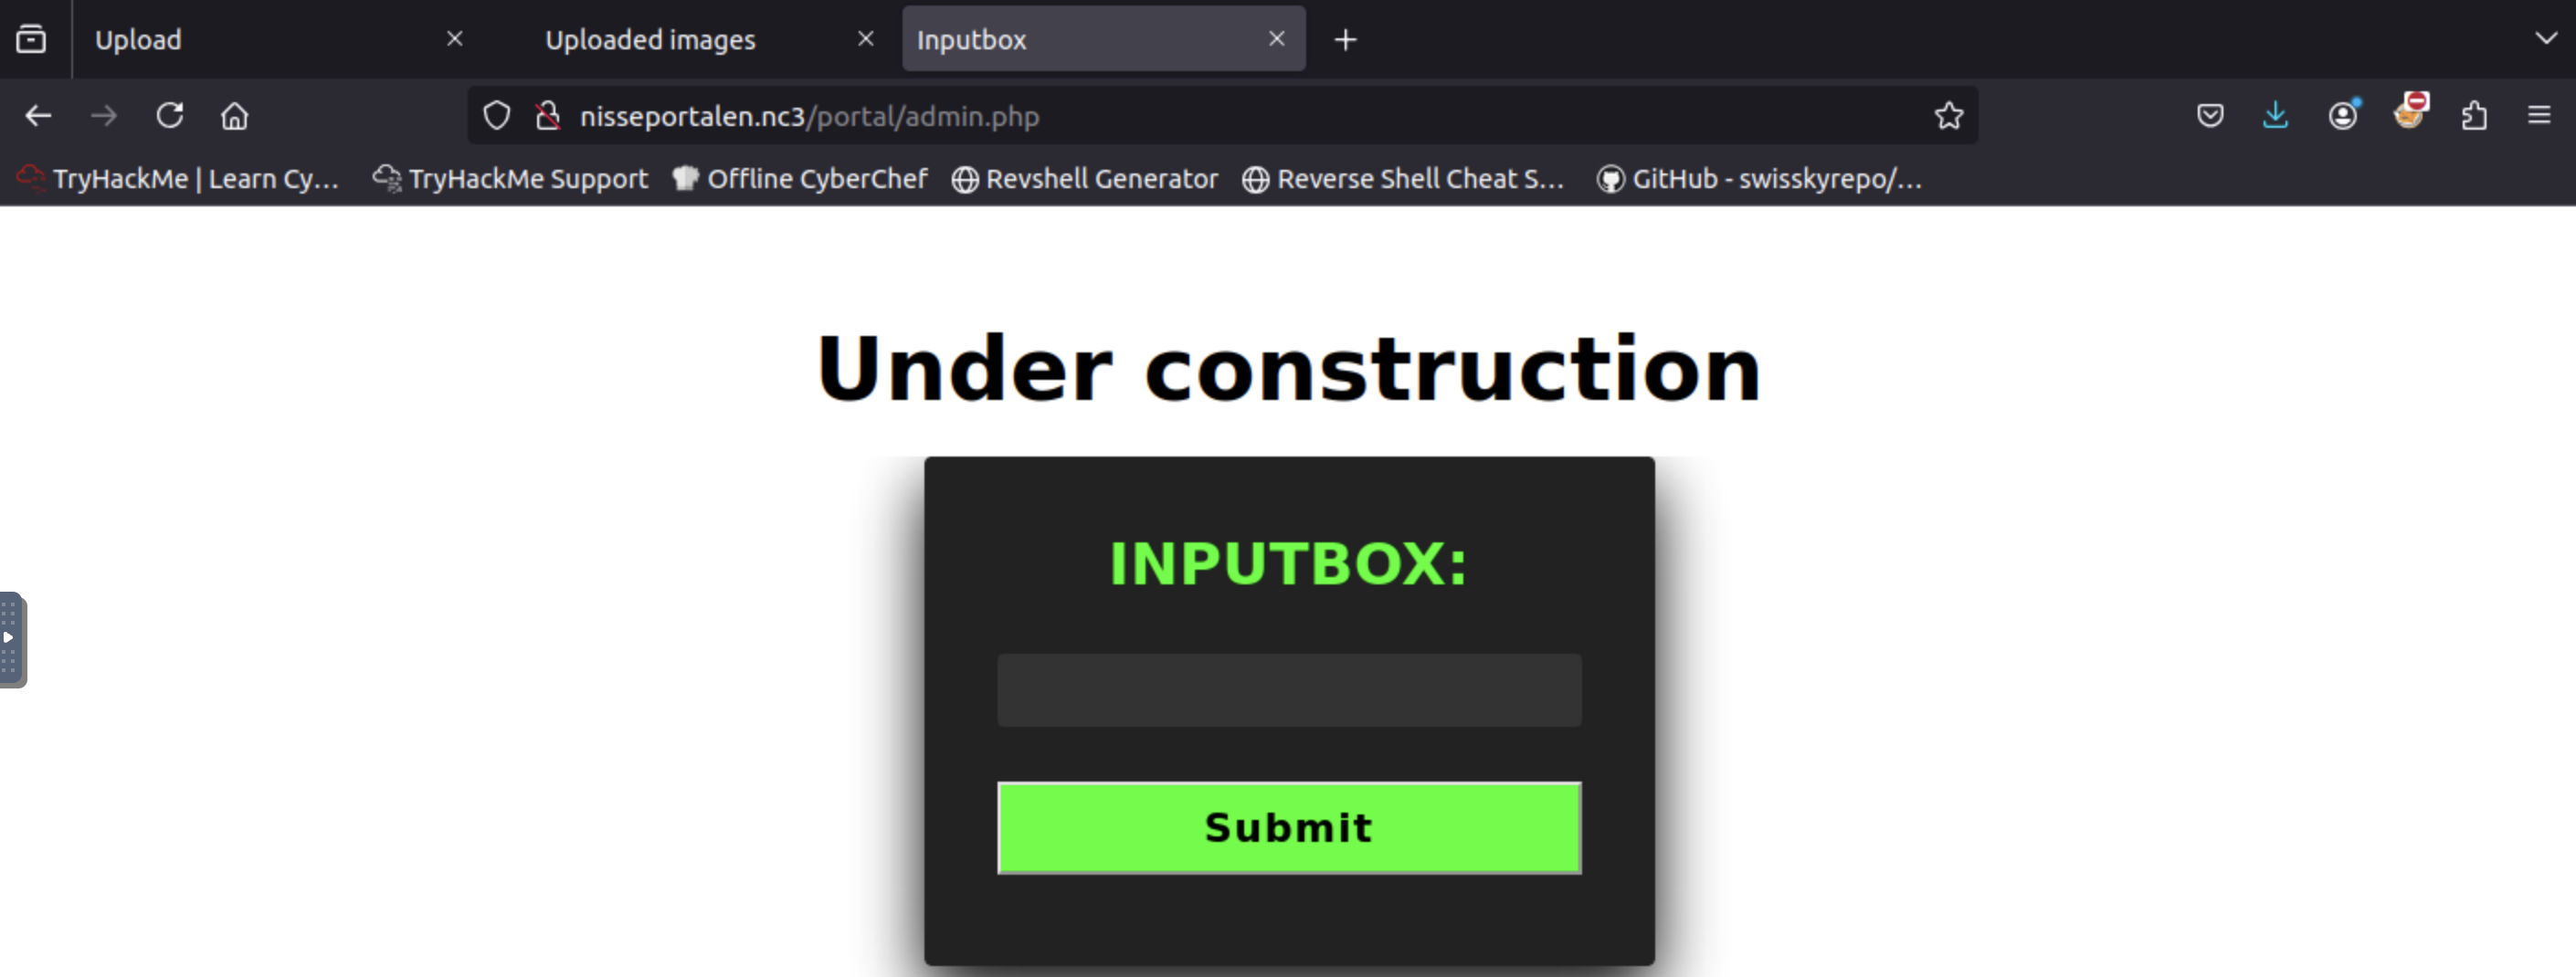 Upload
Uploaded images
Inputbox
nisseportalen.nc3/portal/admin.php
TryHackMe | Learn Cy...
TryHackMe Support
Offline CyberChef
Revshell Generator
Reverse Shell Cheat S...
GitHub - swisskyrepo/...
Under construction
INPUTBOX:
Submit